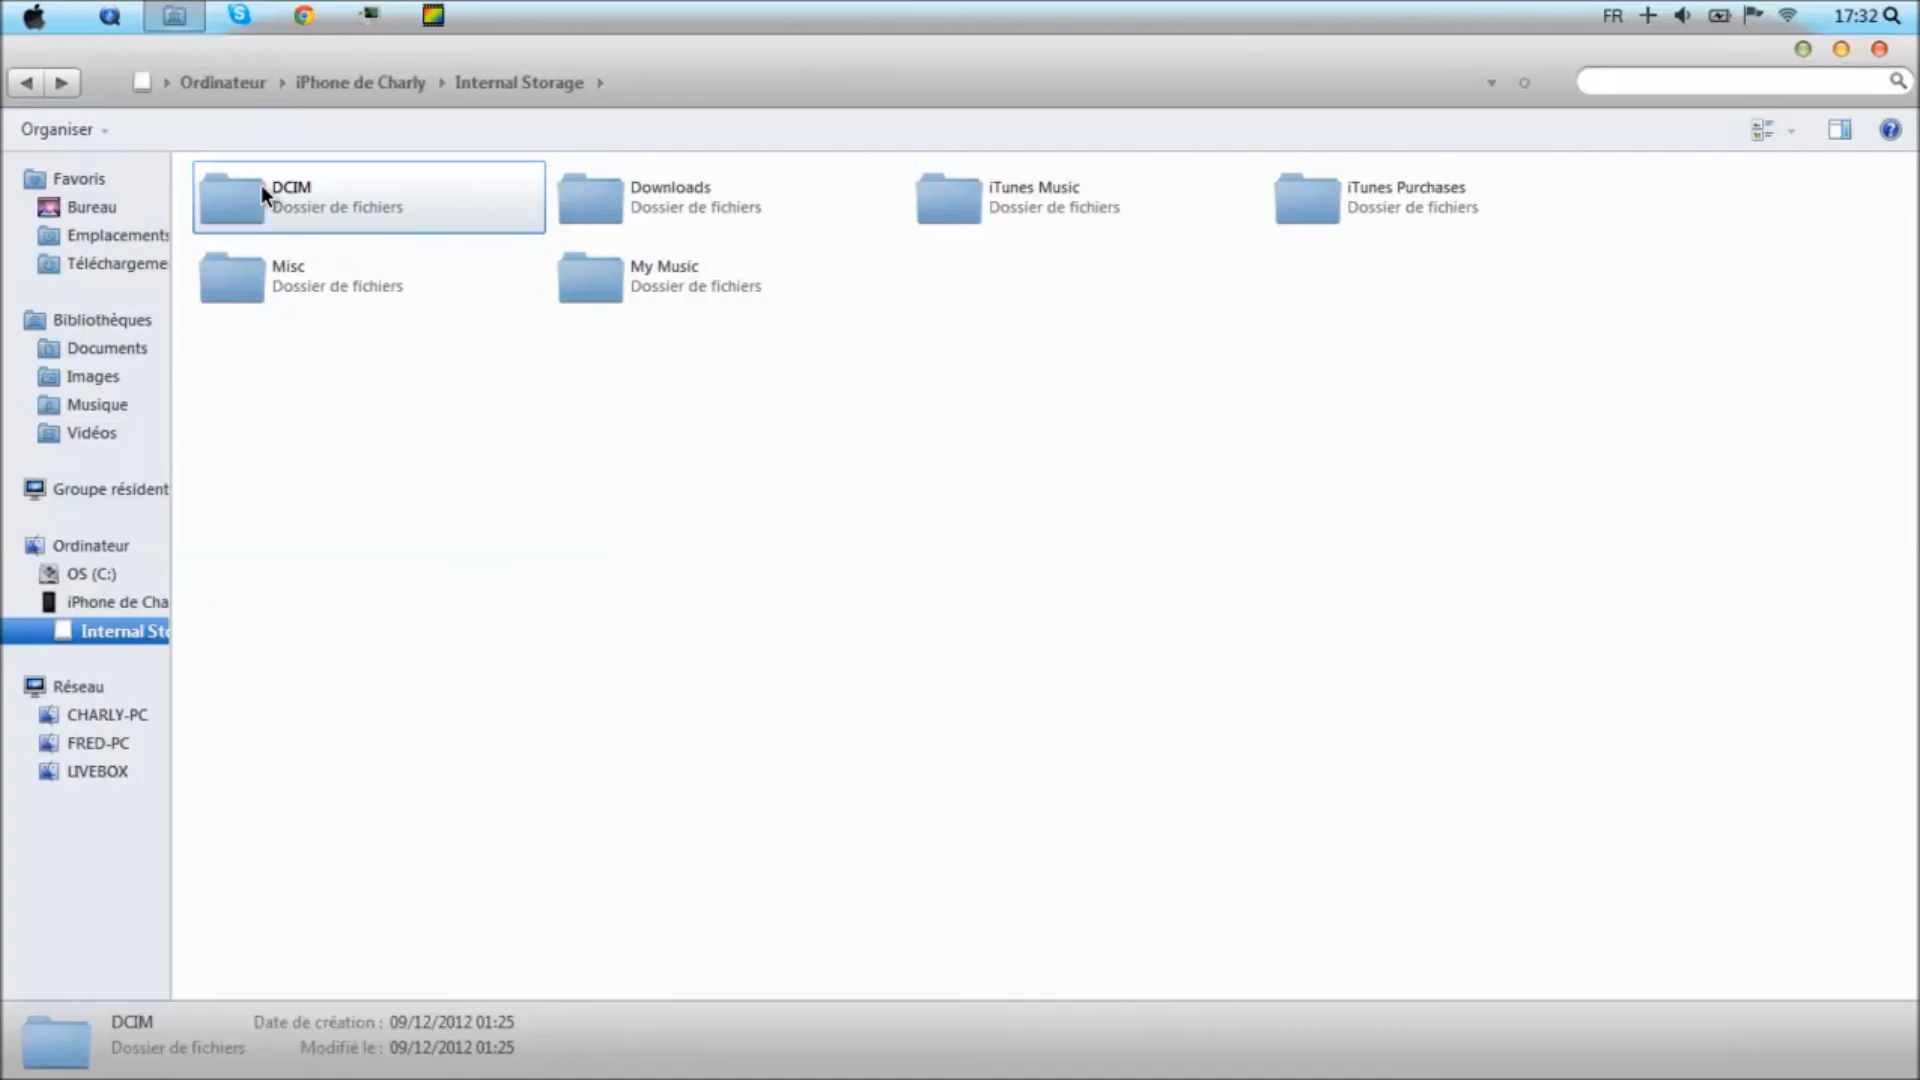 FR 17:32
Ordinateur iPhone de Charly Internal Storage
Organiser
Favoris
Bureau
Emplacements
Téléchargeme
Bibliothèques
Documents
Images
Musique
Vidéos
Groupe résident
Ordinateur
OS (C:)
iPhone de Cha
Internal Sto
Réseau
CHARLY-PC
FRED-PC
LIVEBOX
DCIM
Dossier de fichiers
Downloads
Dossier de fichiers
iTunes Music
Dossier de fichiers
iTunes Purchases
Dossier de fichiers
Misc
Dossier de fichiers
My Music
Dossier de fichiers
DCIM Date de création : 09/12/2012 01:25
Dossier de fichiers Modifié le : 09/12/2012 01:25